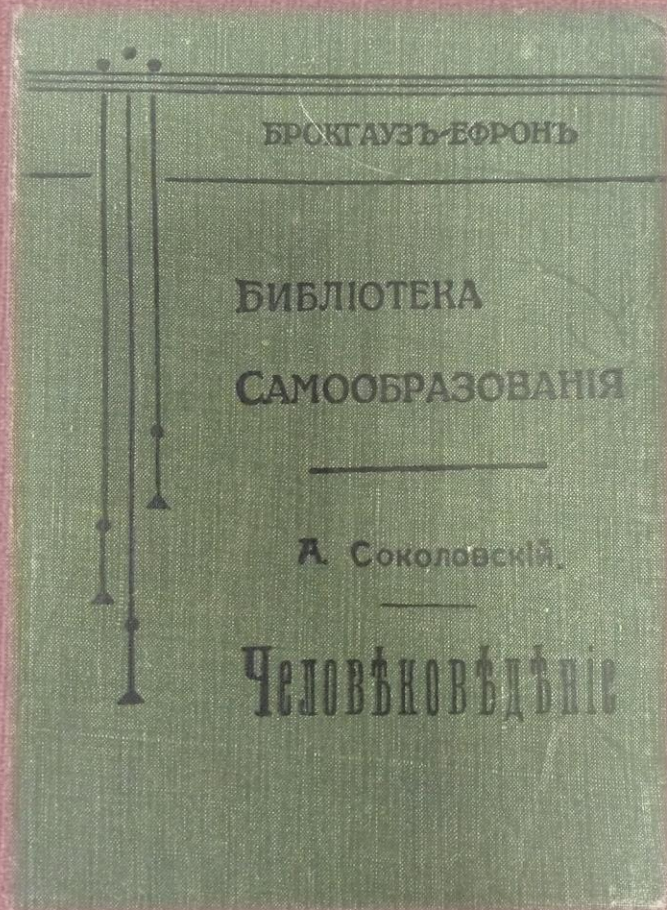 БРОКГАУЗЪ-ЕФРОНЪ
БИБЛІОТЕКА
САМООБРАЗОВАНІЯ
А. СОКОЛОВСКІЙ.
ЧЕЛОВѢКОВѢДѢНІЕ